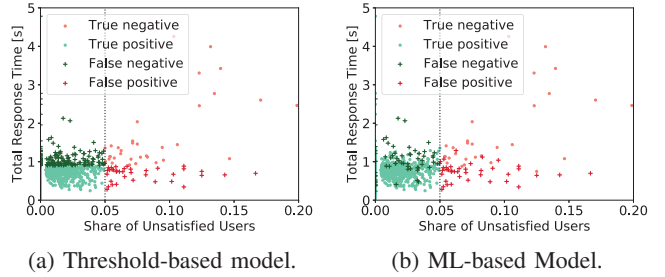 5
4
3
2
1
0
Total Response Time [s]
True negative
True positive
False negative
False positive
0.00 0.05 0.10 0.15 0.20
Share of Unsatisfied Users
(a) Threshold-based model.
5
4
3
2
1
0
Total Response Time [s]
True negative
True positive
False negative
False positive
0.00 0.05 0.10 0.15 0.20
Share of Unsatisfied Users
(b) ML-based Model.